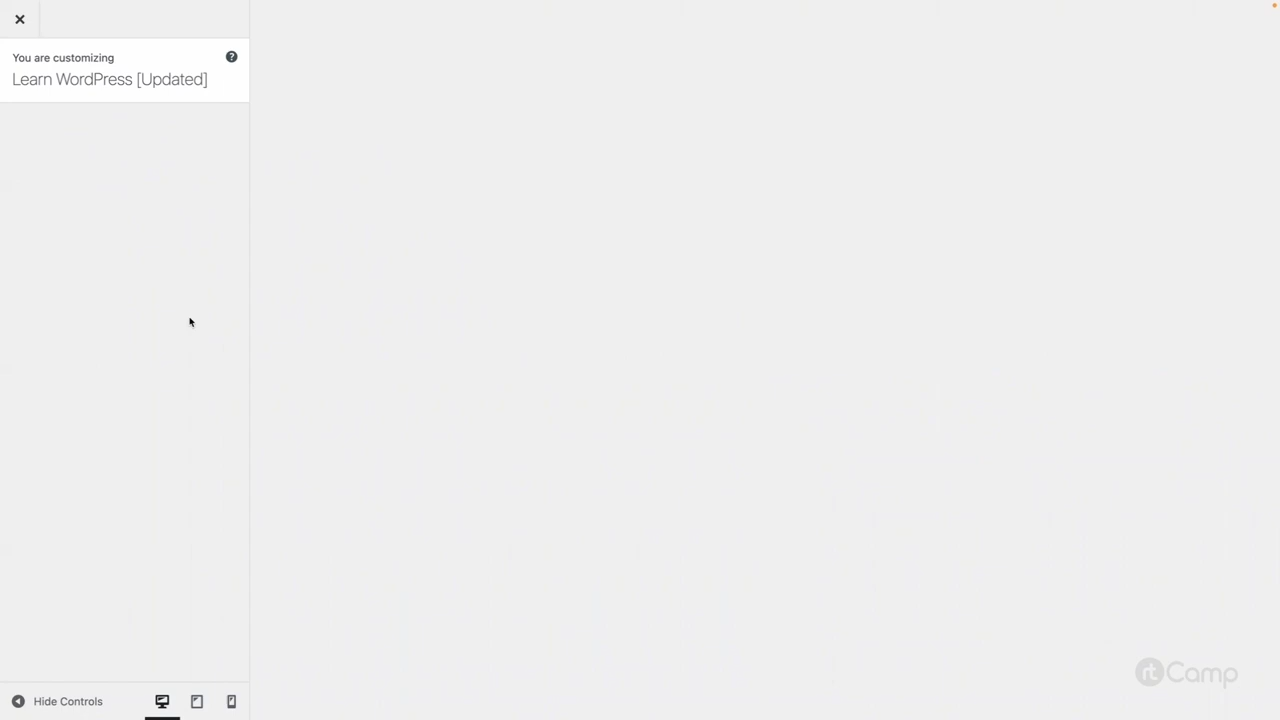 You are customizing
Learn WordPress [Updated]
Hide Controls
rtCamp